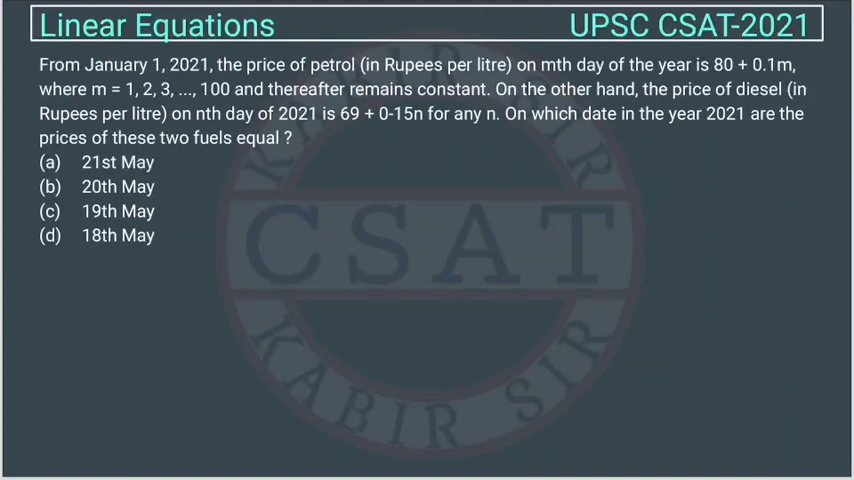 Linear Equations UPSC CSAT-2021
From January 1, 2021, the price of petrol (in Rupees per litre) on mth day of the year is 80 + 0.1m,
where m = 1, 2, 3, ..., 100 and thereafter remains constant. On the other hand, the price of diesel (in
Rupees per litre) on nth day of 2021 is 69 + 0-15n for any n. On which date in the year 2021 are the
prices of these two fuels equal ?
(a) 21st May
(b) 20th May
(c) 19th May
(d) 18th May
KABIR SIR
CSAT
KABIR SIR